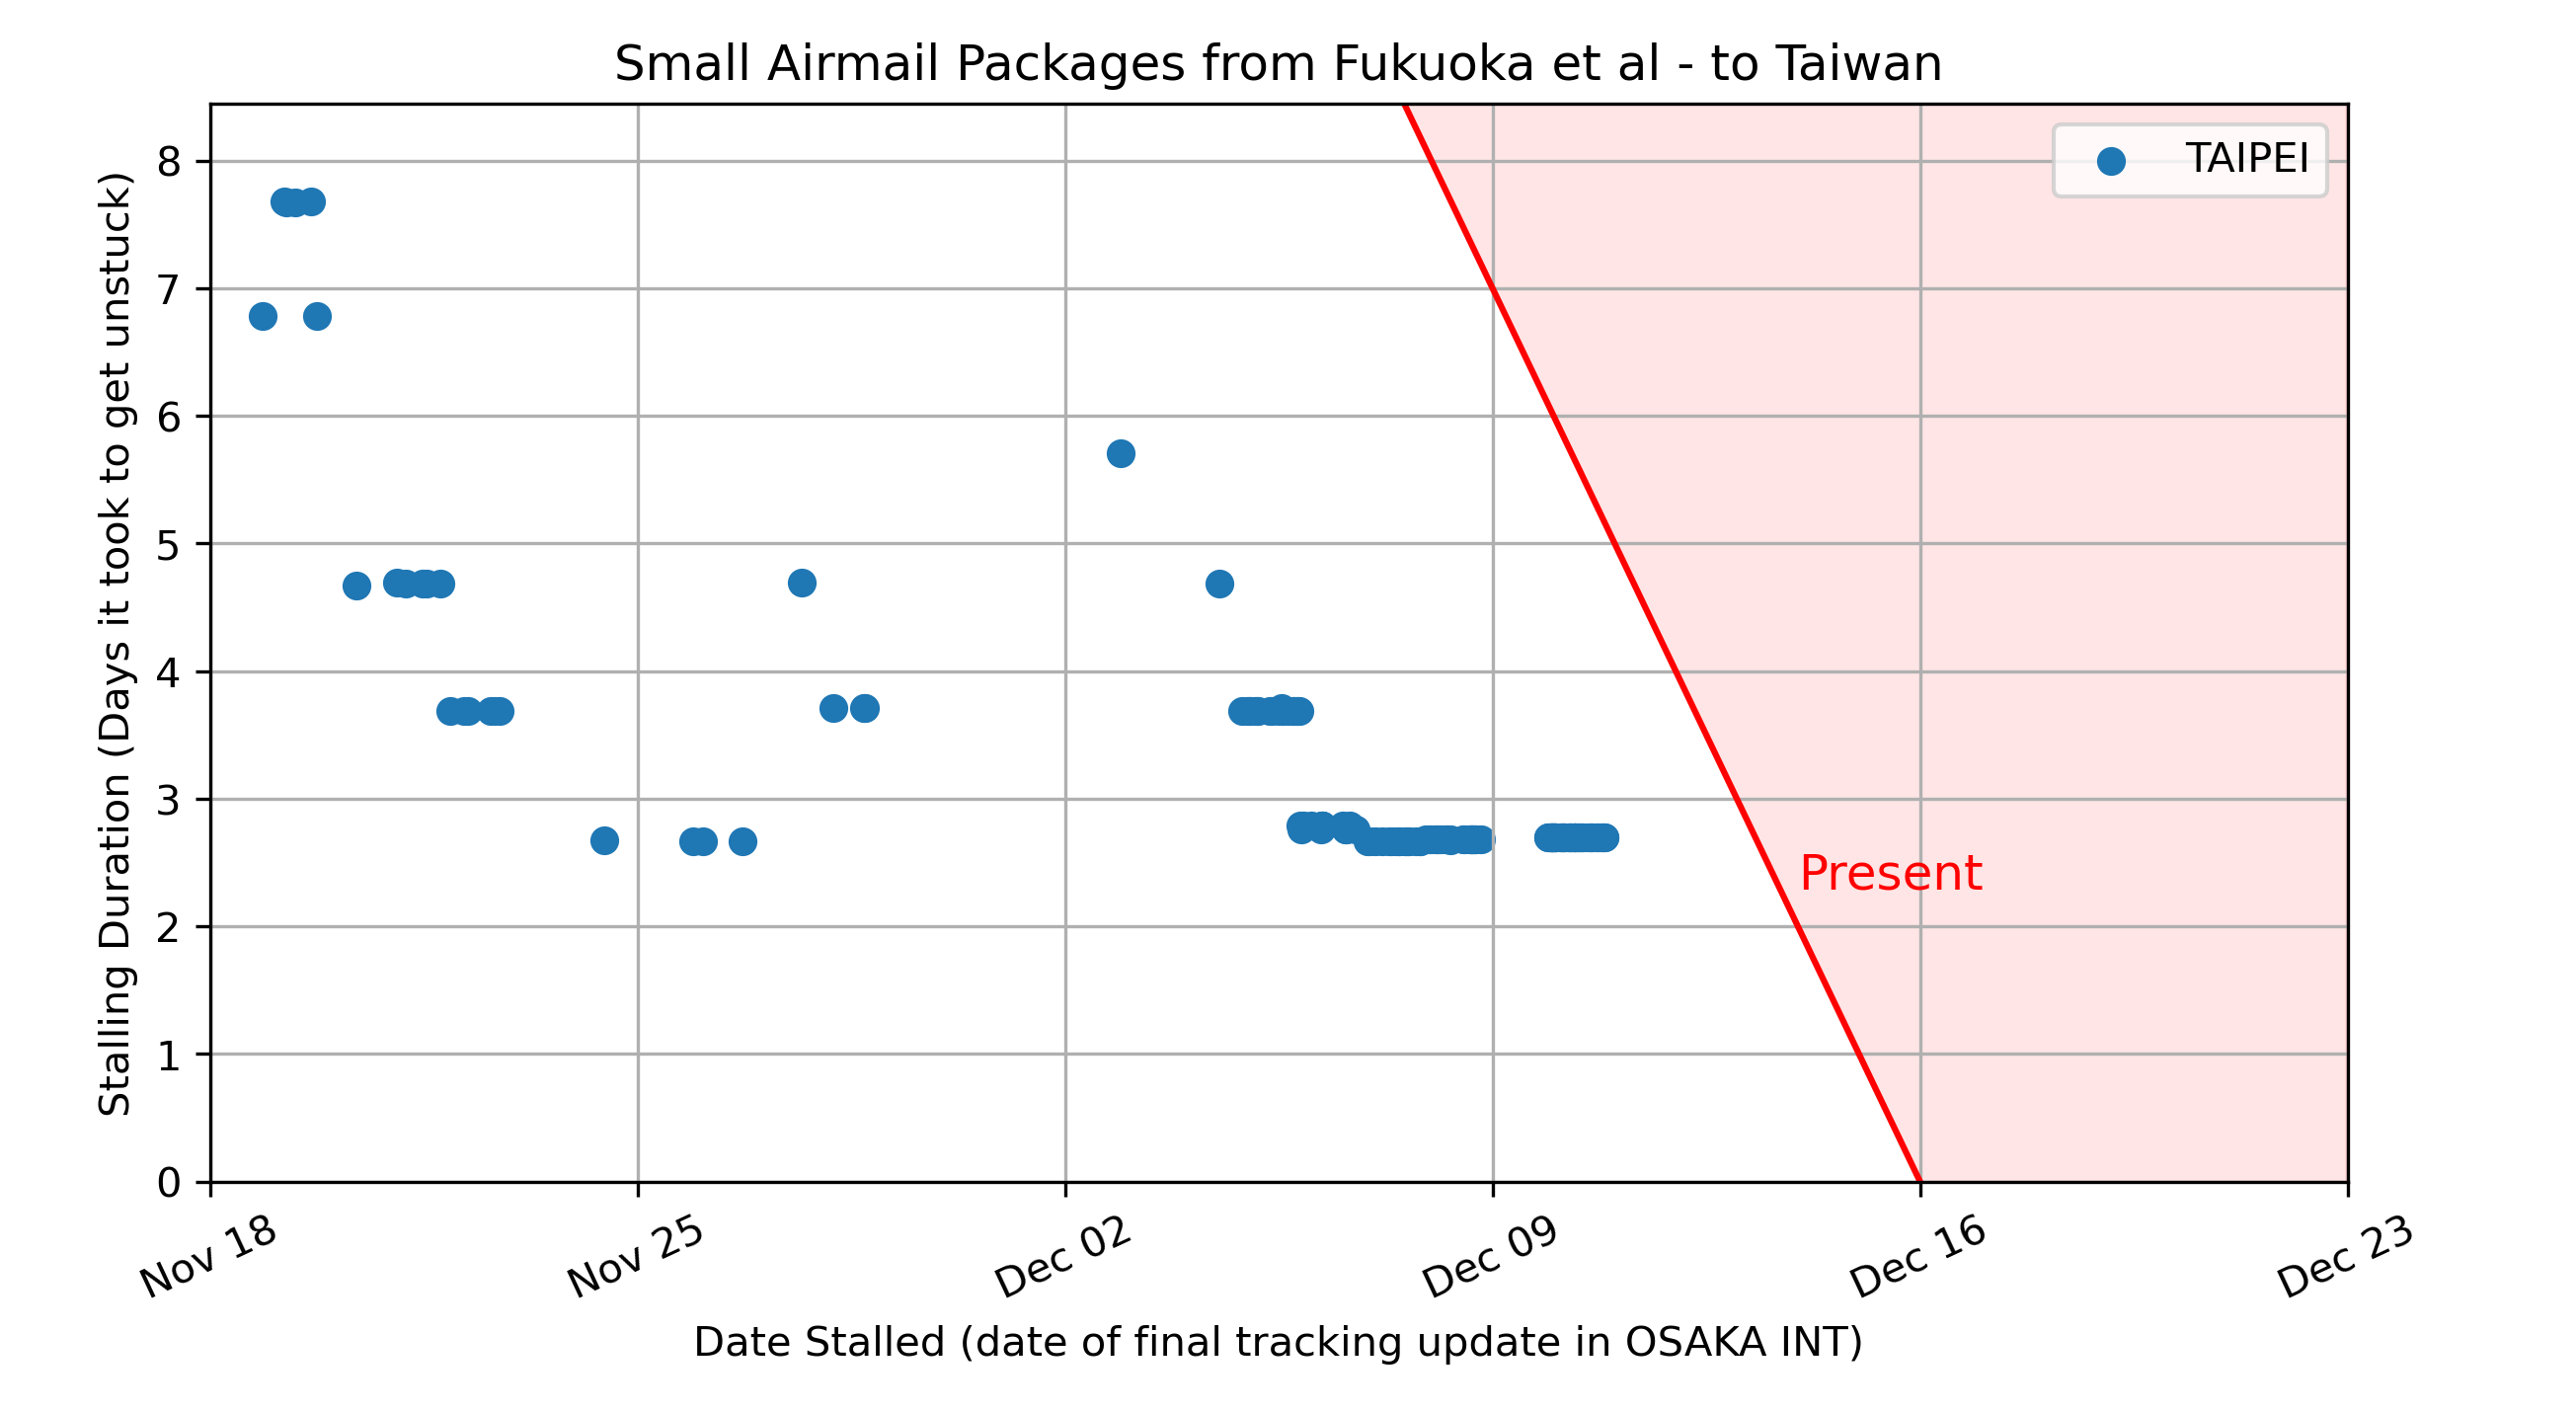 Small Airmail Packages from Fukuoka et al - to Taiwan
TAIPEI
Stalling Duration (Days it took to get unstuck)
8
7
6
5
4
3
2
1
0
Present
Nov 18
Nov 25
Dec 02
Dec 09
Dec 16
Dec 23
Date Stalled (date of final tracking update in OSAKA INT)